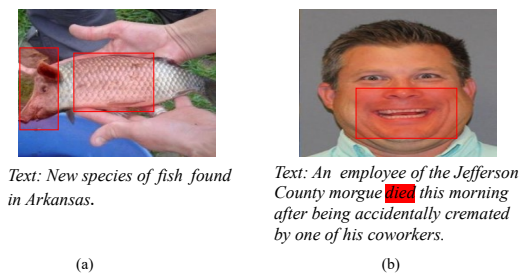 Text: New species of fish found
in Arkansas.
(a)
Text: An employee of the Jefferson
County morgue died this morning
after being accidentally cremated
by one of his coworkers.
(b)